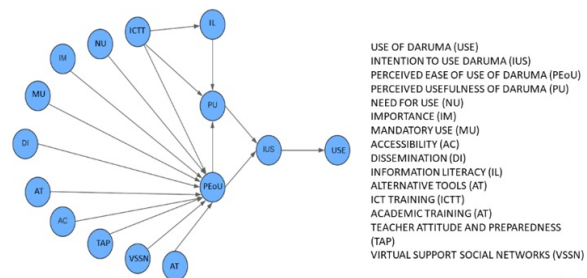 ICTT
IL
NU
IM
MU
PU
DI
IUS
USE
PEoU
AT
AC
TAP
VSSN
AT
USE OF DARUMA (USE)
INTENTION TO USE DARUMA (IUS)
PERCEIVED EASE OF USE OF DARUMA (PEoU)
PERCEIVED USEFULNESS OF DARUMA (PU)
NEED FOR USE (NU)
IMPORTANCE (IM)
MANDATORY USE (MU)
ACCESSIBILITY (AC)
DISSEMINATION (DI)
INFORMATION LITERACY (IL)
ALTERNATIVE TOOLS (AT)
ICT TRAINING (ICTT)
ACADEMIC TRAINING (AT)
TEACHER ATTITUDE AND PREPAREDNESS
(TAP)
VIRTUAL SUPPORT SOCIAL NETWORKS (VSSN)